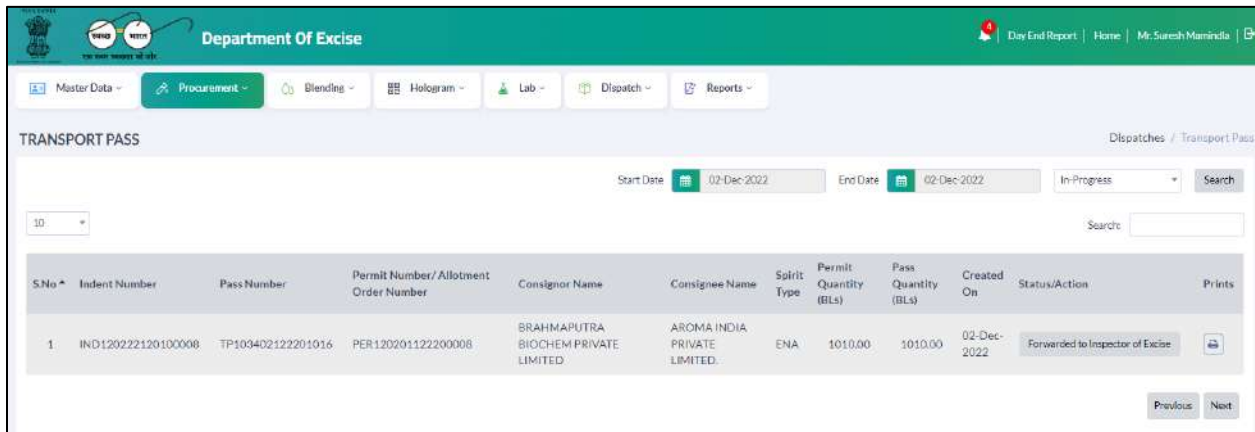 स्वच्छ भारत
Department Of Excise
4
Day End Report | Home | Mr. Suresh Mamindla |
Master Data
Procurement
Blending
Hologram
Lab
Dispatch
Reports
TRANSPORT PASS
Dispatches / Transport Pass
Start Date 02-Dec-2022 End Date 02-Dec-2022 In-Progress Search
10 Search:
S.No Indent Number Pass Number Permit Number/ Allotment Order Number Consignor Name Consignee Name Spirit Type Permit Quantity (BLs) Pass Quantity (BLs) Created On Status/Action Prints
1 IND120222120100008 TP103402122201016 PER120201122200008 BRAHMAPUTRA BIOCHEM PRIVATE LIMITED AROMA INDIA PRIVATE LIMITED. ENA 1010.00 1010.00 02-Dec-2022 Forwarded to Inspector of Excise
Previous Next